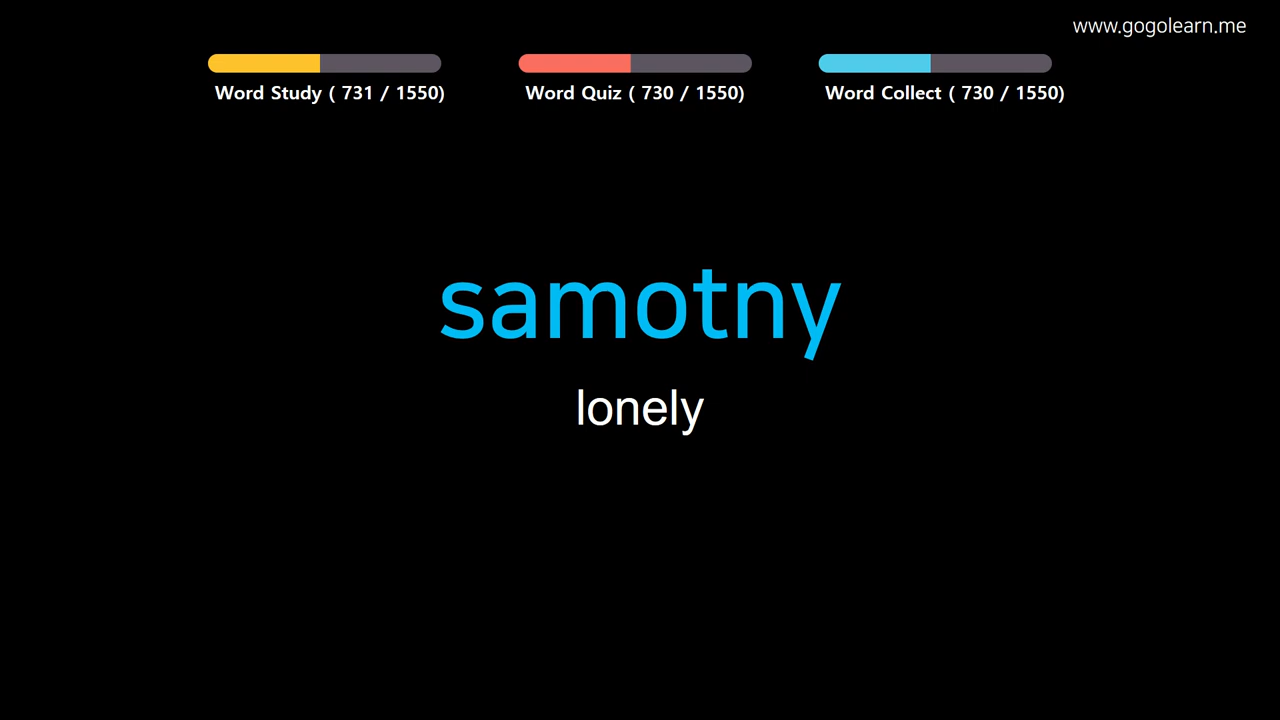 www.gogolearn.me
Word Study ( 731 / 1550)
Word Quiz ( 730 / 1550)
Word Collect ( 730 / 1550)
samotny
lonely